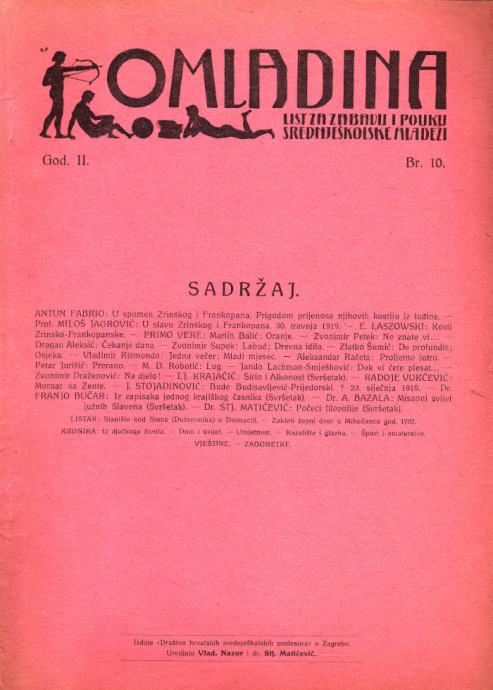 OMLADINA
LIST ZA ZABAVU I POUKU
SREDNJEŠKOLSKE MLADEŽI
God. II.
Br. 10.
SADRŽAJ.
ANTUN FABRIO: U spomen Zrinskog i Frankopana. Prigodom prijenosa njihovih kostiju iz tuđine. —
Prof. MILOŠ JAGROVIĆ: U slavu Zrinskog i Frankopana. 30. travnja 1919. — E. LASZOWSKI: Kosti
Zrinsko-Frankopanske. — PRIMO VERE: Martin Balić: Oranje. — Zvonimir Petek: Ne znate vi... —
Dragan Aleksić: Čekanje dana. — Zvonimir Supek: Labud; Drevna idila. — Zlatko Šumić: De profundis;
Osjeka. — Vladimir Rismondo: Jedna večer; Mladi mjesec. — Aleksandar Račeta: Proljetno jutro. —
Petar Jurišić: Prerano. — M. D. Robotić: Lug. — Jando Lachman-Smješković: Dok vi ćete plesat... —
Zvonimir Draženović: Na djelo! — LJ. KRAJAČIĆ: Sirin i Alkonost (Svršetak). — RADOJE VUKČEVIĆ:
Mornar sa Zente. — J. STOJADINOVIĆ: Bude Budisavljević-Prijedorski. † 23. siječnja 1919. — Dr.
FRANJO BUČAR: Iz zapisaka jednog krajiškog časnika (Svršetak). — Dr. A. BAZALA: Misaoni svijet
južnih Slavena (Svršetak). — Dr. STJ. MATIČEVIĆ: Počeci filozofije (Svršetak).
LISTAK: Slanište kod Stona (Dubrovnika) u Dalmaciji. — Zakleti župni dvor u Miholjancu god. 1702.
KRONIKA: Iz djačkoga života. — Dom i svijet. — Umjetnost. — Kazalište i glazba. — Šport i amaterstvo.
VJEŠTINE. — ZAGONETKE.
Izdaje »Društvo hrvatskih srednješkolskih profesora« u Zagrebu.
Uredjuju Vlad. Nazor i dr. Stj. Matičević.